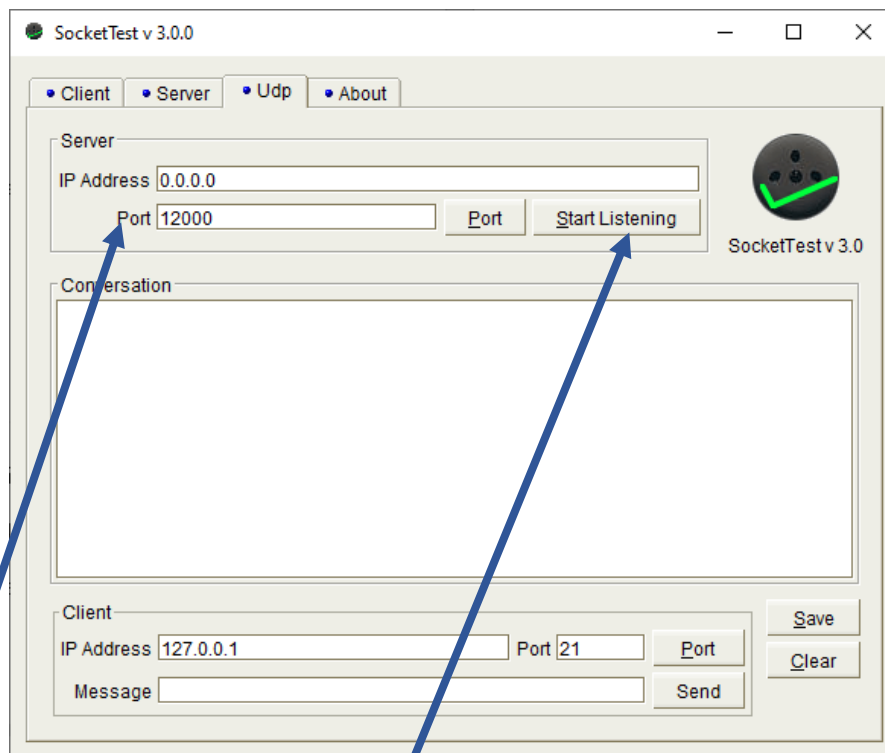 SocketTest v 3.0.0
Client Server Udp About
Server
IP Address 0.0.0.0
Port 12000 Port Start Listening
SocketTest v 3.0
Conversation
Client
IP Address 127.0.0.1 Port 21 Port
Message Send
Save
Clear